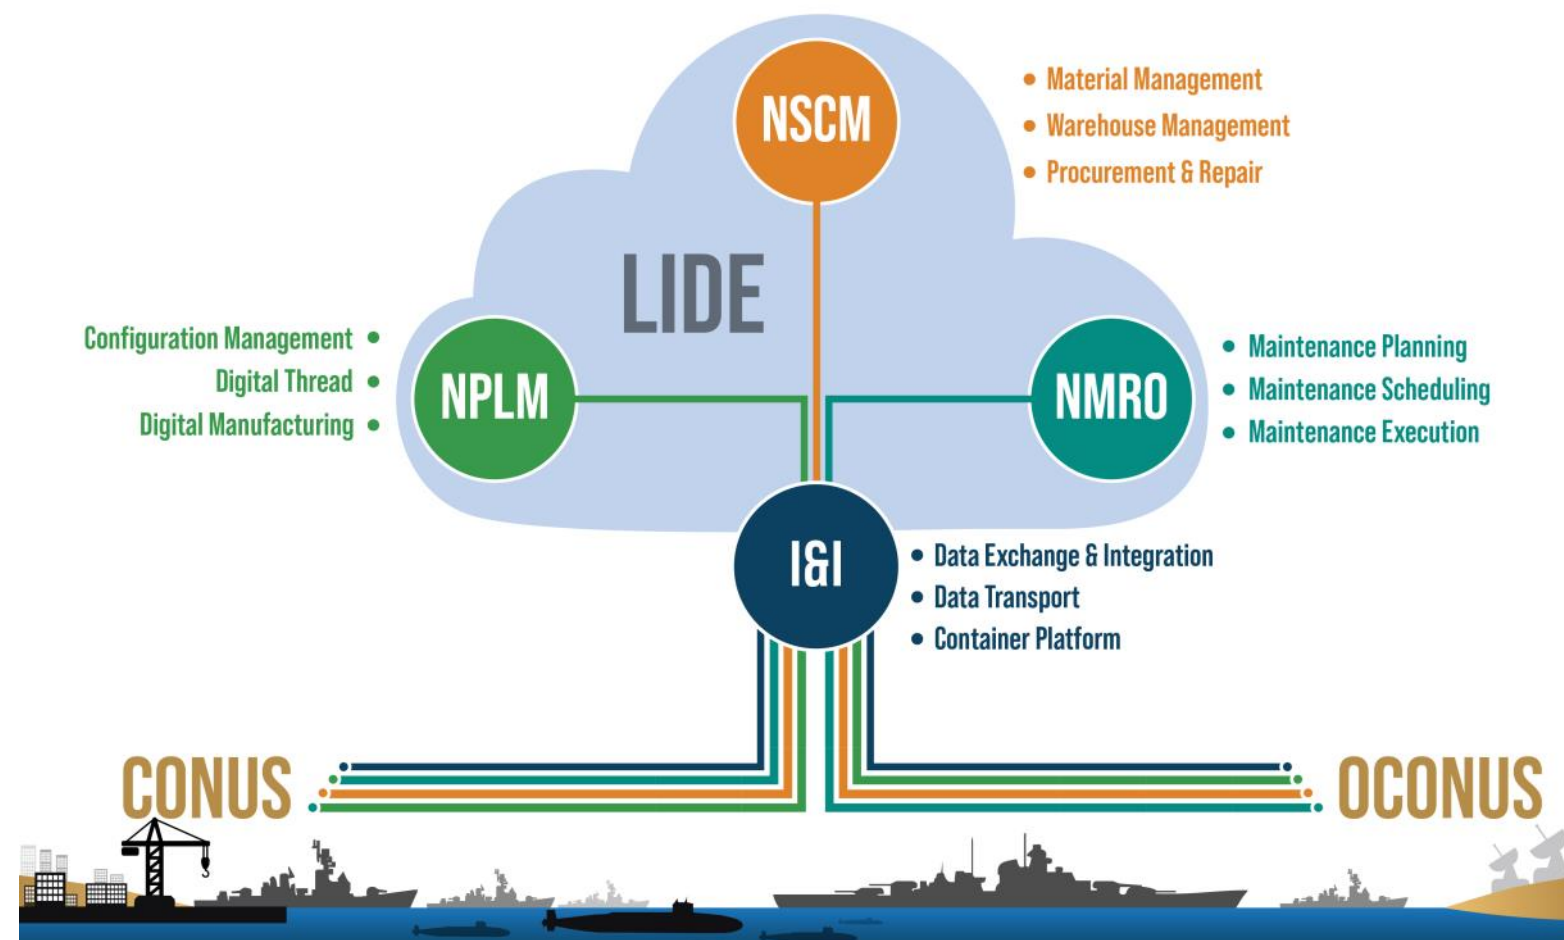 NSCM
• Material Management
• Warehouse Management
• Procurement & Repair
LIDE
Configuration Management •
Digital Thread •
Digital Manufacturing •
NPLM
NMRO
• Maintenance Planning
• Maintenance Scheduling
• Maintenance Execution
I&I
• Data Exchange & Integration
• Data Transport
• Container Platform
CONUS
OCONUS